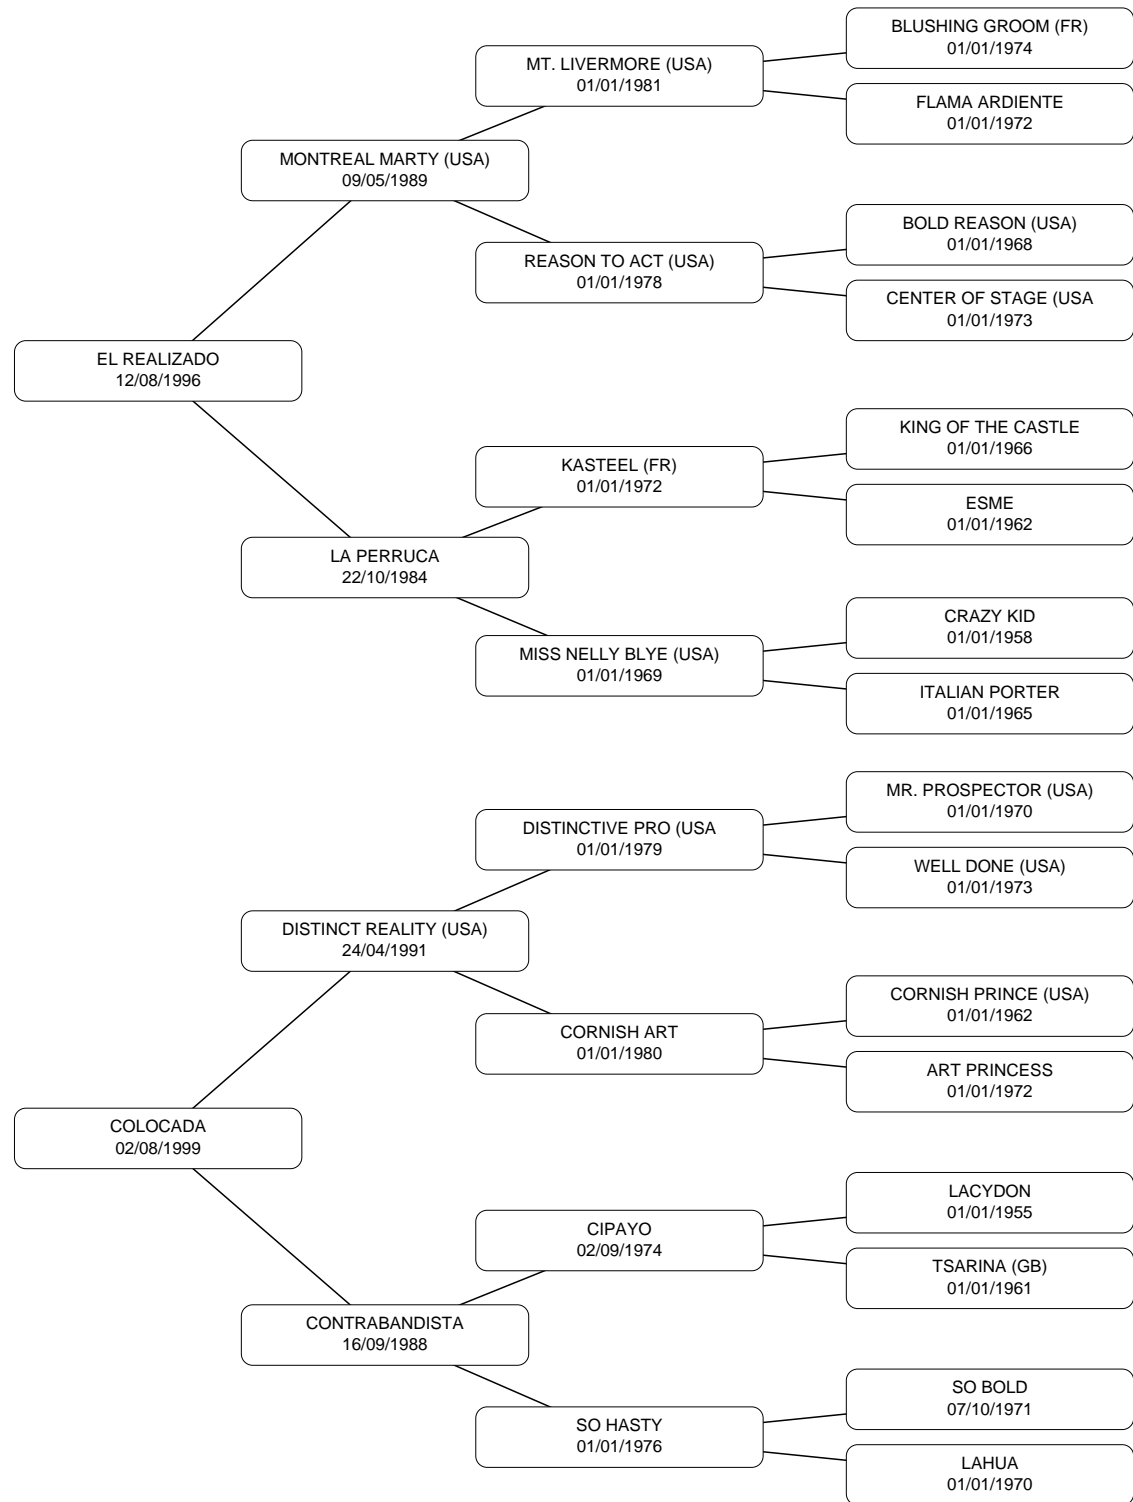 BLUSHING GROOM (FR)
01/01/1974
MT. LIVERMORE (USA)
01/01/1981
FLAMA ARDIENTE
01/01/1972
MONTREAL MARTY (USA)
09/05/1989
BOLD REASON (USA)
01/01/1968
REASON TO ACT (USA)
01/01/1978
CENTER OF STAGE (USA
01/01/1973
EL REALIZADO
12/08/1996
KING OF THE CASTLE
01/01/1966
KASTEEL (FR)
01/01/1972
ESME
01/01/1962
LA PERRUCA
22/10/1984
CRAZY KID
01/01/1958
MISS NELLY BLYE (USA)
01/01/1969
ITALIAN PORTER
01/01/1965
MR. PROSPECTOR (USA)
01/01/1970
DISTINCTIVE PRO (USA
01/01/1979
WELL DONE (USA)
01/01/1973
DISTINCT REALITY (USA)
24/04/1991
CORNISH PRINCE (USA)
01/01/1962
CORNISH ART
01/01/1980
ART PRINCESS
01/01/1972
COLOCADA
02/08/1999
LACYDON
01/01/1955
CIPAYO
02/09/1974
TSARINA (GB)
01/01/1961
CONTRABANDISTA
16/09/1988
SO BOLD
07/10/1971
SO HASTY
01/01/1976
LAHUA
01/01/1970